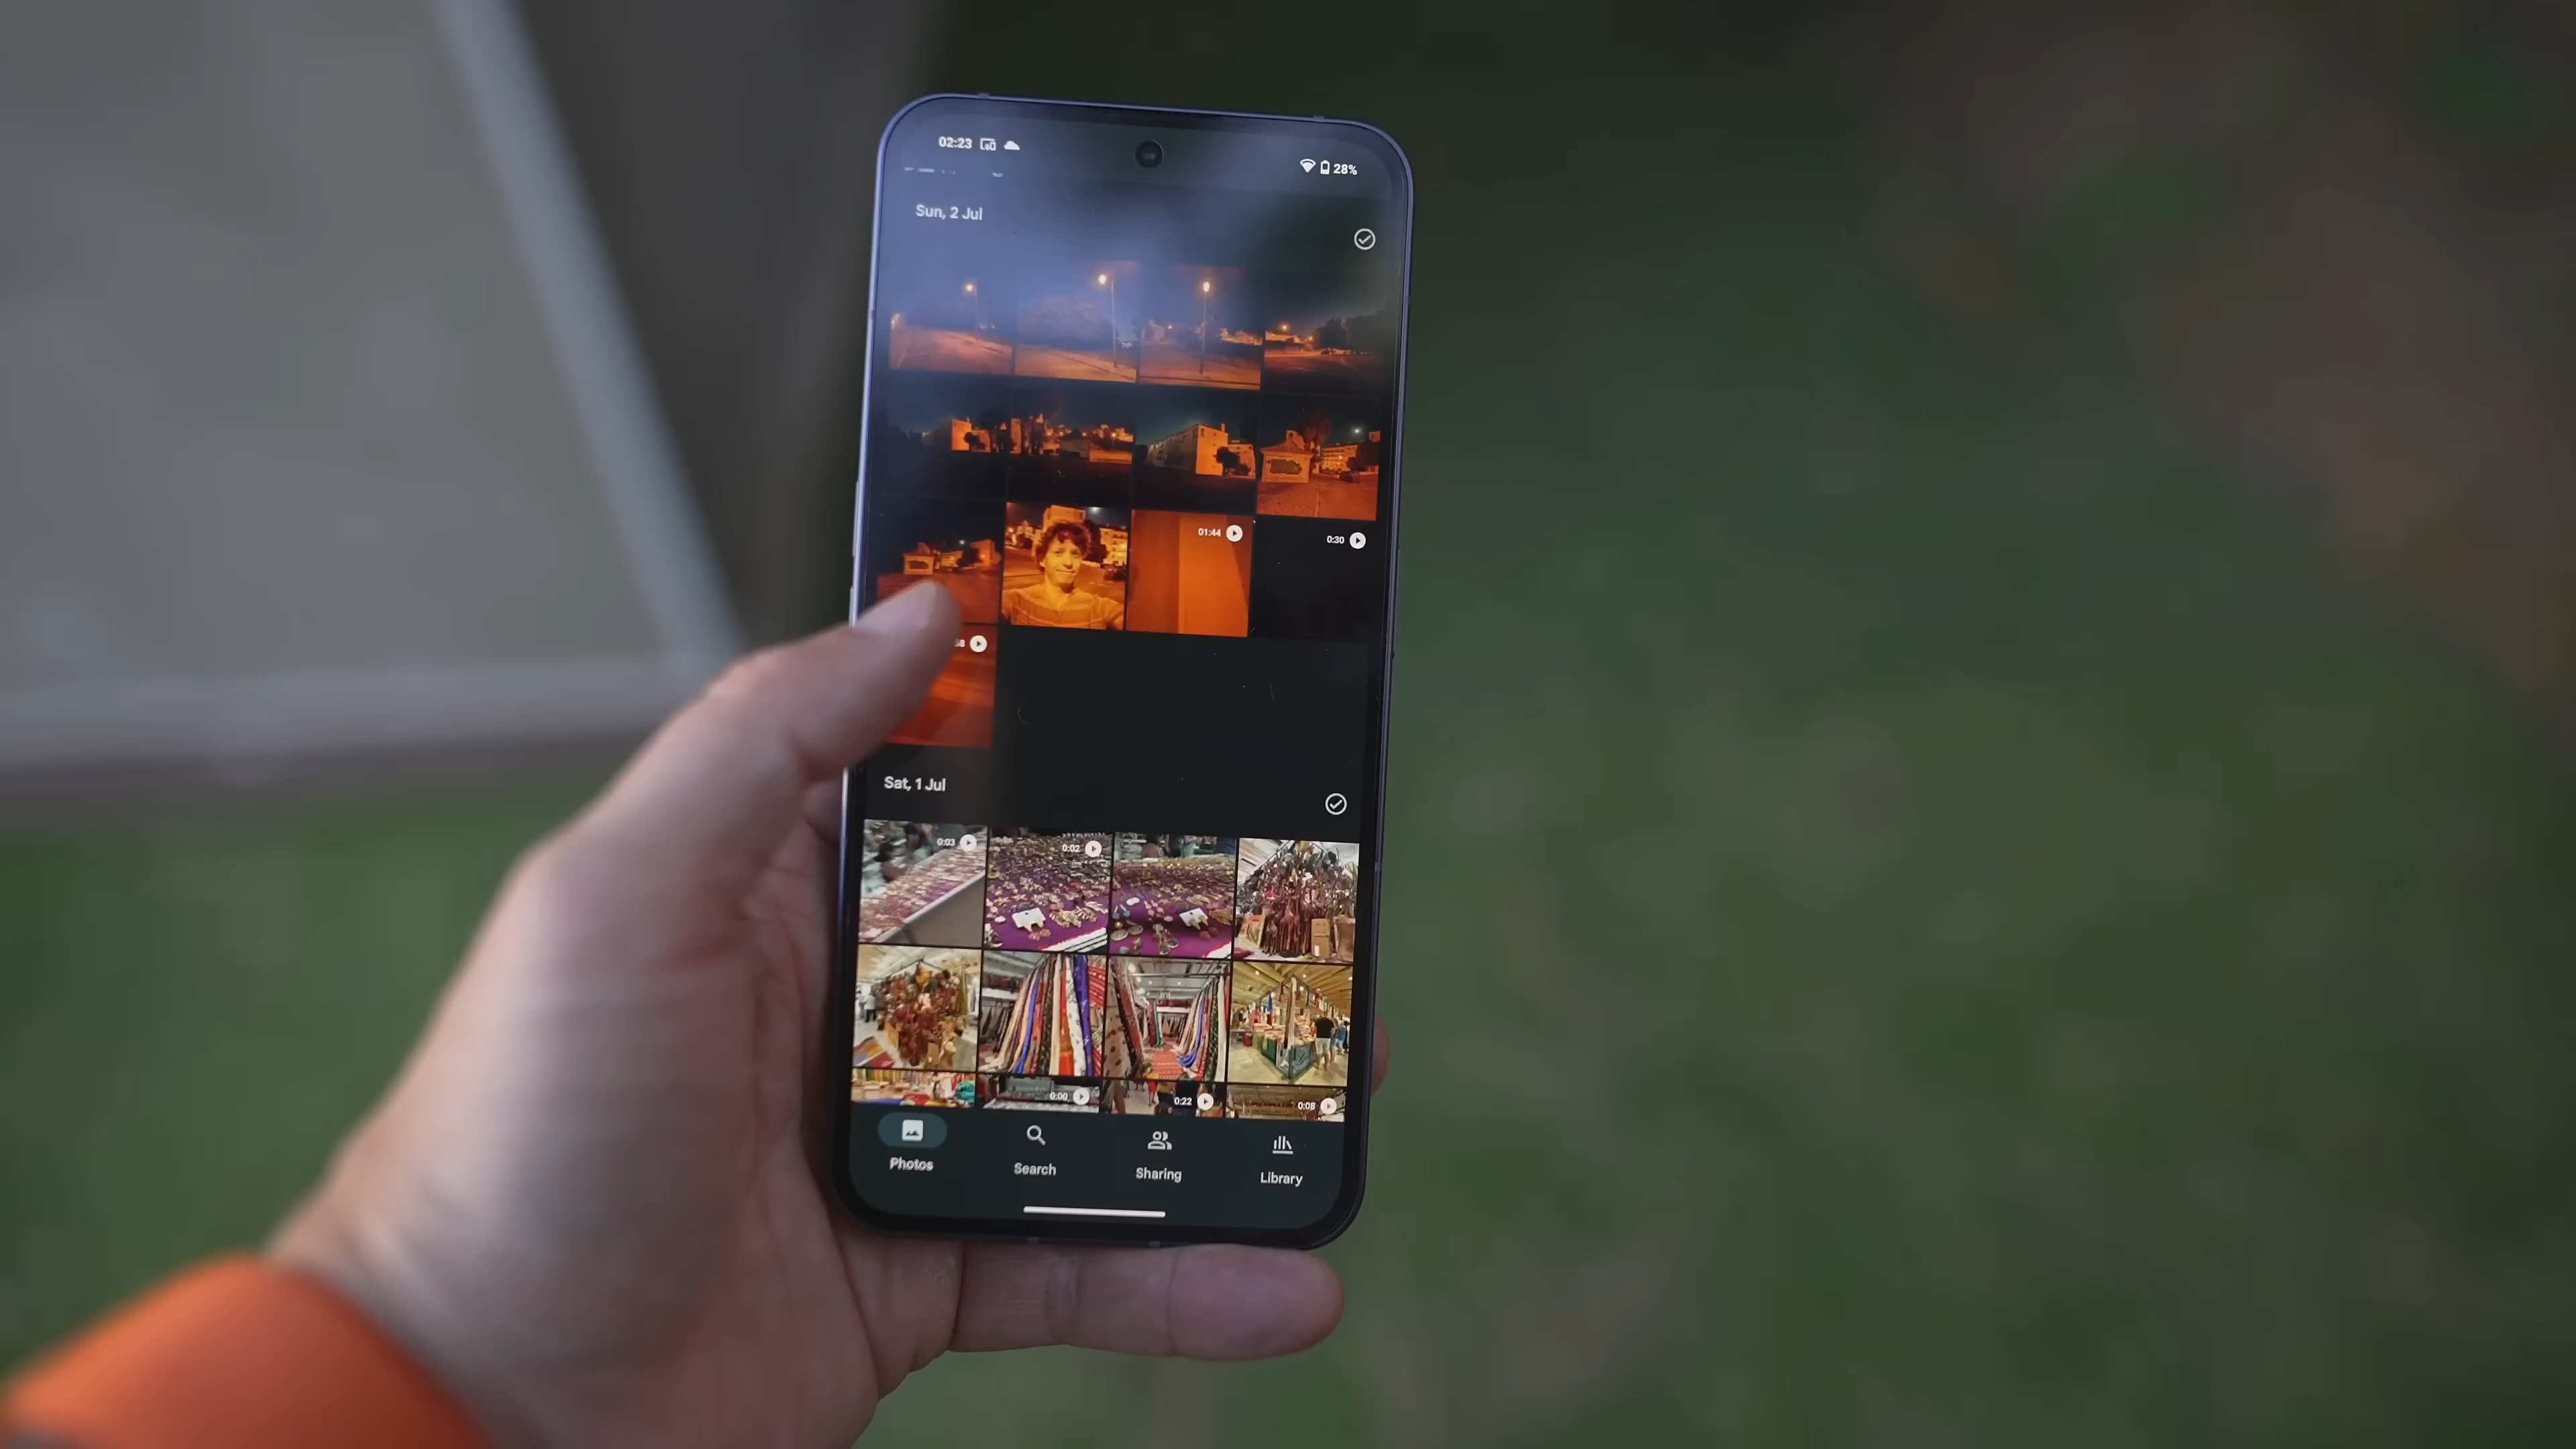 02:23
28%
Sun, 2 Jul
01:44
0:30
58
Sat, 1 Jul
0:03
0:02
0:00
0:22
0:08
Photos
Search
Sharing
Library